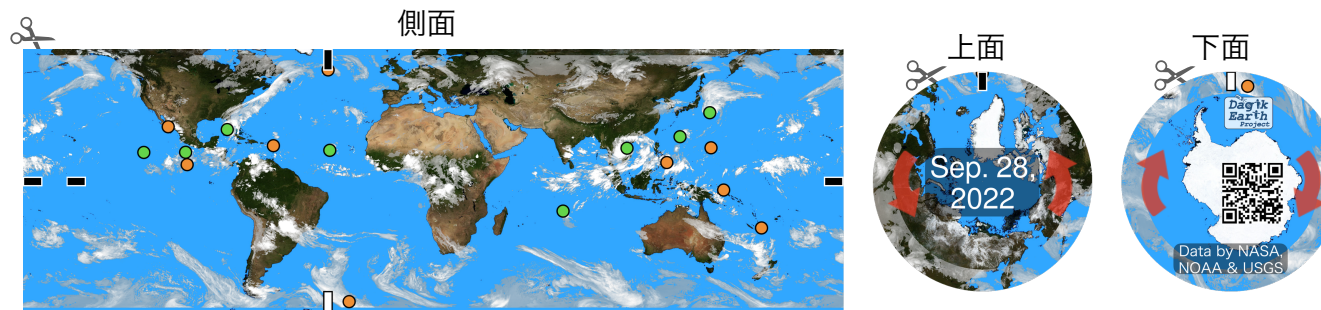 側面
上面
下面
Sep. 28,
2022
Dagik
Earth
Project
Data by NASA,
NOAA & USGS